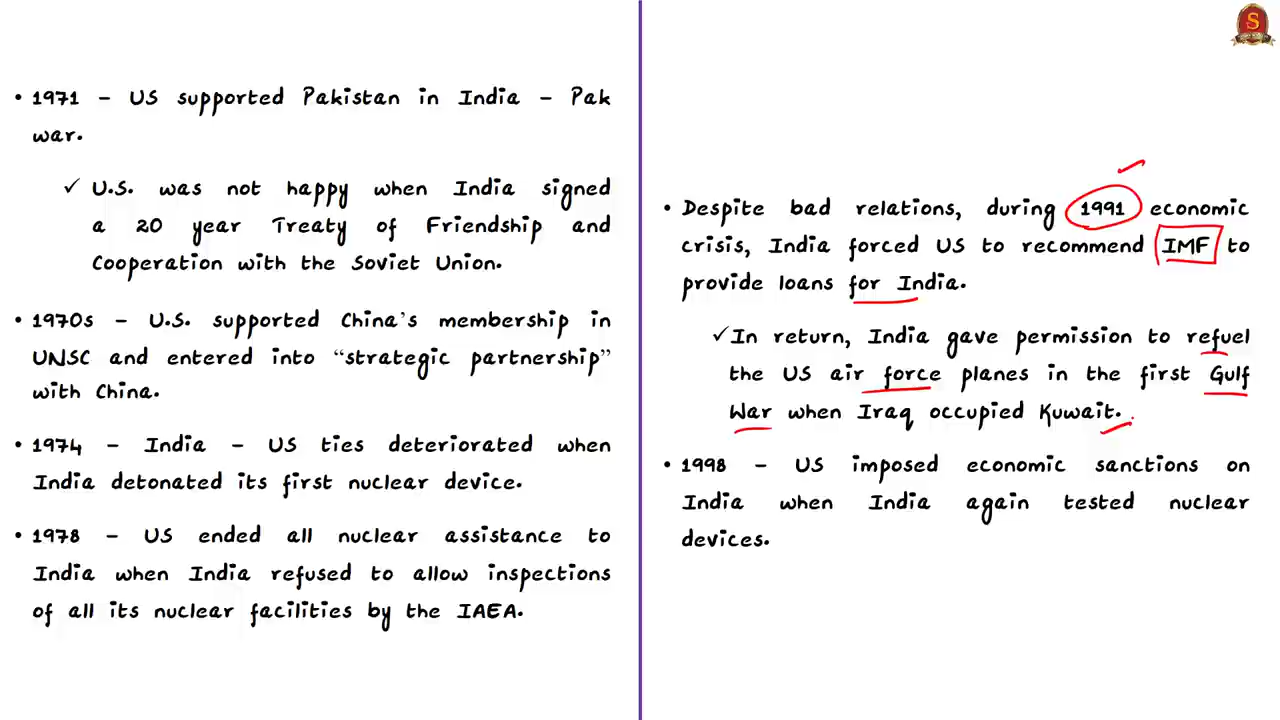 • 1971 – US supported Pakistan in India – Pak
war.
✓ U.S. was not happy when India signed
a 20 year Treaty of Friendship and
Cooperation with the Soviet Union.
• 1970s – U.S. supported China's membership in
UNSC and entered into “strategic partnership”
with China.
• 1974 – India – US ties deteriorated when
India detonated its first nuclear device.
• 1978 – US ended all nuclear assistance to
India when India refused to allow inspections
of all its nuclear facilities by the IAEA.
S
• Despite bad relations, during 1991 economic
crisis, India forced US to recommend IMF to
provide loans for India.
✓ In return, India gave permission to refuel
the US air force planes in the first Gulf
War when Iraq occupied Kuwait.
• 1998 – US imposed economic sanctions on
India when India again tested nuclear
devices.